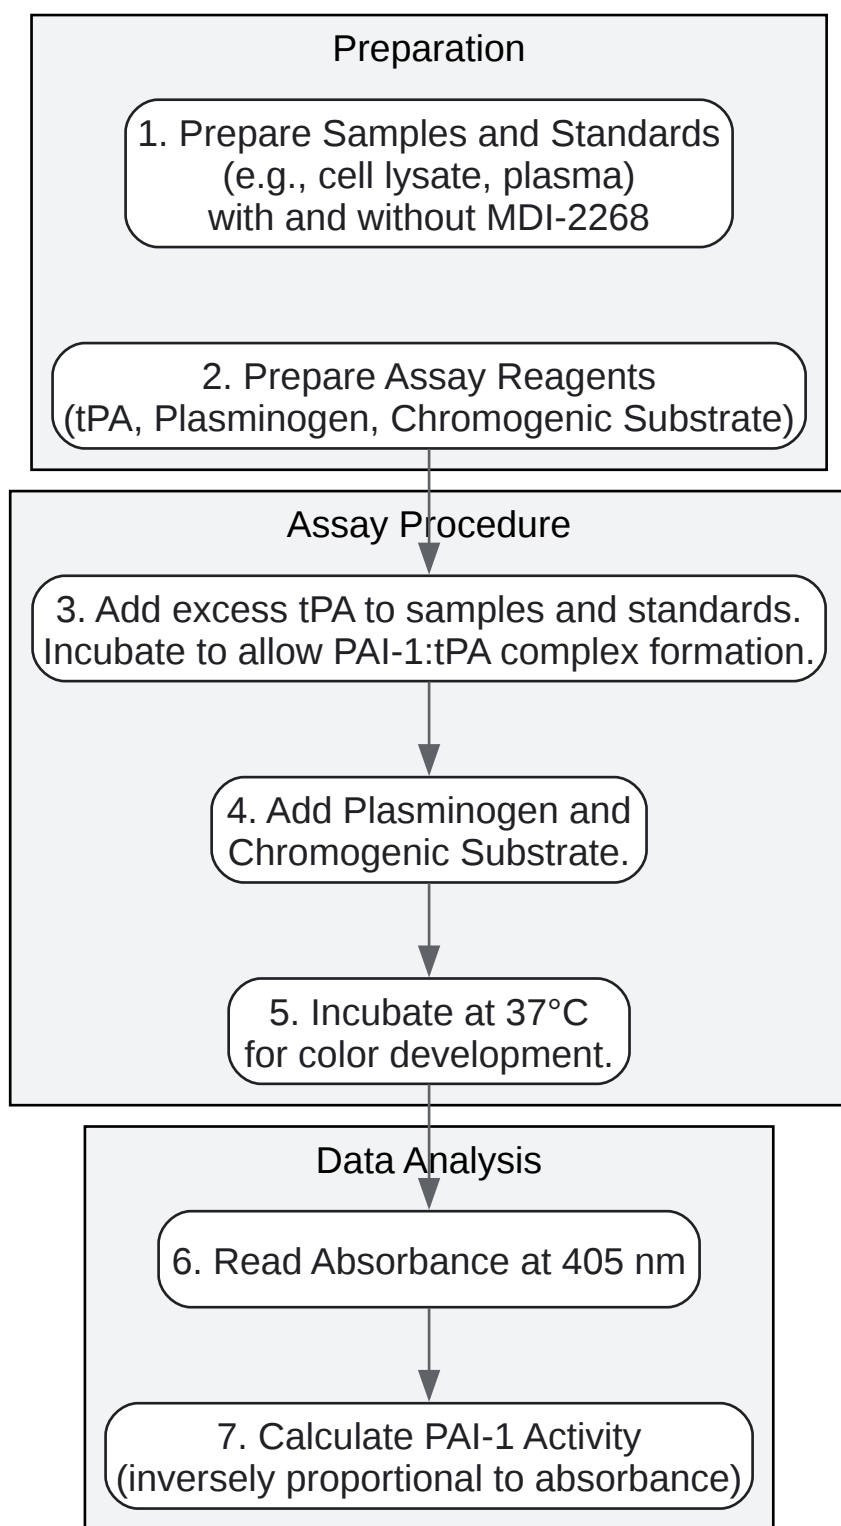 Preparation
1. Prepare Samples and Standards
(e.g., cell lysate, plasma)
with and without MDI-2268
2. Prepare Assay Reagents
(tPA, Plasminogen, Chromogenic Substrate)
Assay Procedure
3. Add excess tPA to samples and standards.
Incubate to allow PAI-1:tPA complex formation.
4. Add Plasminogen and
Chromogenic Substrate.
5. Incubate at 37°C
for color development.
Data Analysis
6. Read Absorbance at 405 nm
7. Calculate PAI-1 Activity
(inversely proportional to absorbance)